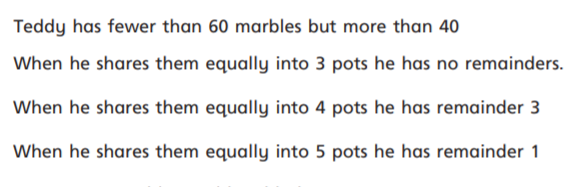 Teddy has fewer than 60 marbles but more than 40
When he shares them equally into 3 pots he has no remainders.
When he shares them equally into 4 pots he has remainder 3
When he shares them equally into 5 pots he has remainder 1